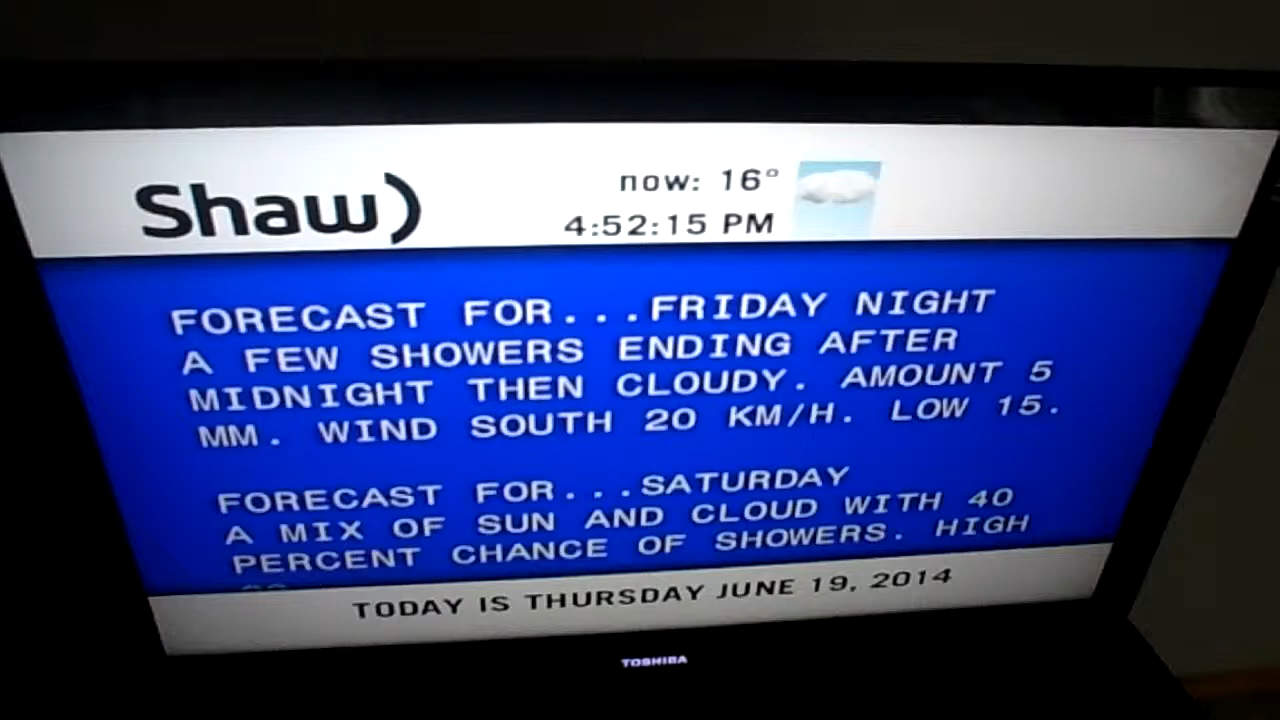 Shaw)
now: 16°
4:52:15 PM
FORECAST FOR...FRIDAY NIGHT
A FEW SHOWERS ENDING AFTER
MIDNIGHT THEN CLOUDY. AMOUNT 5
MM. WIND SOUTH 20 KM/H. LOW 15.
FORECAST FOR...SATURDAY
A MIX OF SUN AND CLOUD WITH 40
PERCENT CHANCE OF SHOWERS. HIGH
TODAY IS THURSDAY JUNE 19, 2014
TOSHIBA